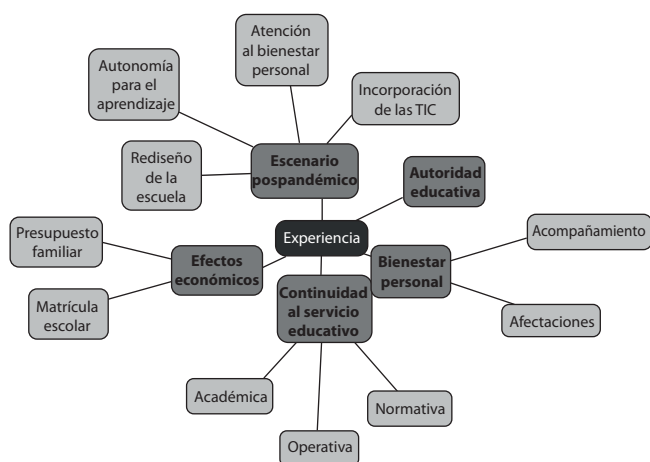 Atención
al bienestar
personal
Autonomía
para el
aprendizaje
Incorporación
de las TIC
Rediseño
de la
escuela
Escenario
pospandémico
Autoridad
educativa
Presupuesto
familiar
Experiencia
Acompañamiento
Efectos
económicos
Bienestar
personal
Matrícula
escolar
Continuidad
al servicio
educativo
Afectaciones
Académica
Normativa
Operativa